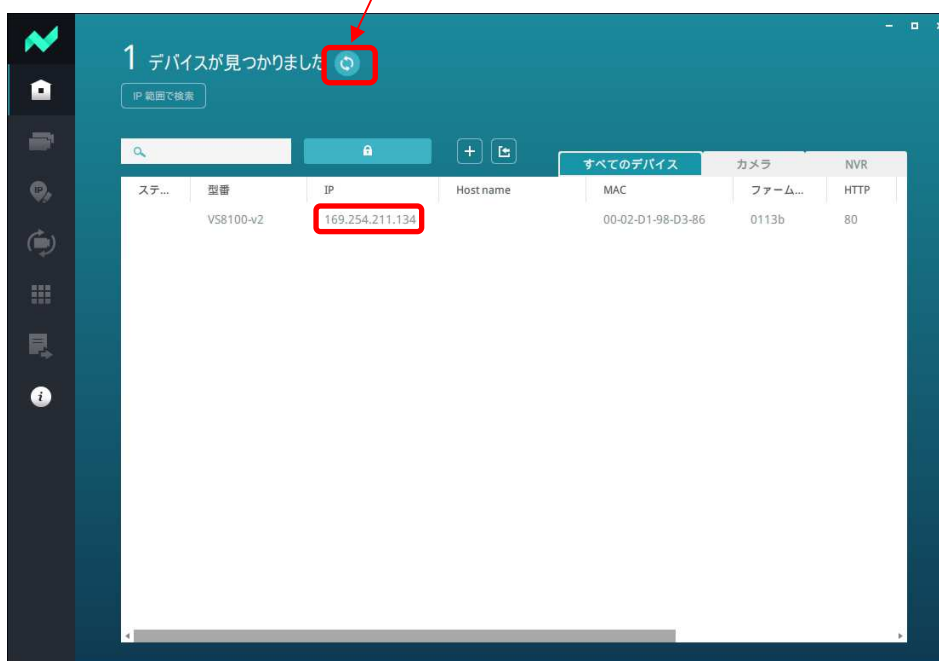 1 デバイスが見つかりました
IP 範囲で検索
すべてのデバイス カメラ NVR
ステ... 型番 IP Host name MAC ファーム... HTTP
VS8100-v2 169.254.211.134 00-02-D1-98-D3-86 0113b 80
IP
i